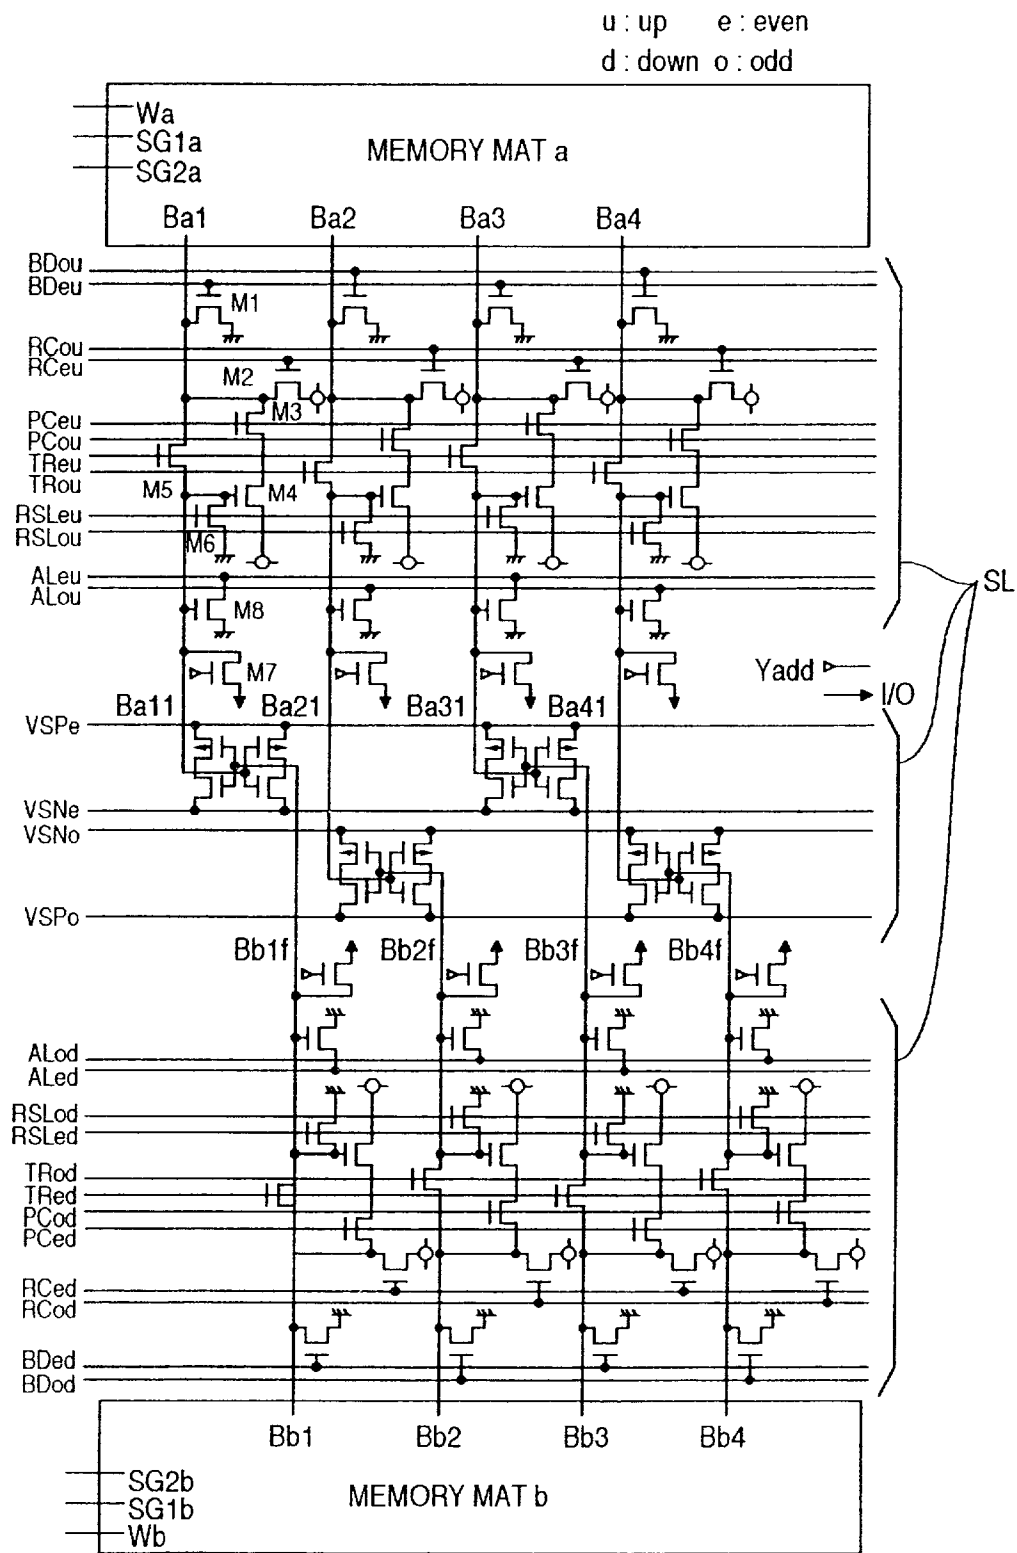 u : up e : even
d : down o : odd
Wa
SG1a
SG2a
MEMORY MAT a
Ba1 Ba2 Ba3 Ba4
BDou
BDeu
M1
RCou
RCeu
M2
M3
PCeu
PCou
TReu
TRou
M5 M4
RSLeu
RSLou
M6
ALeu
ALou
M8
SL
M7
Yadd
I/O
Ba11 Ba21 Ba31 Ba41
VSPe
VSNe
VSNo
VSPo
Bb1f Bb2f Bb3f Bb4f
ALod
ALed
RSLod
RSLed
TRod
TRed
PCod
PCed
RCed
RCod
BDed
BDod
Bb1 Bb2 Bb3 Bb4
SG2b
SG1b
Wb
MEMORY MAT b